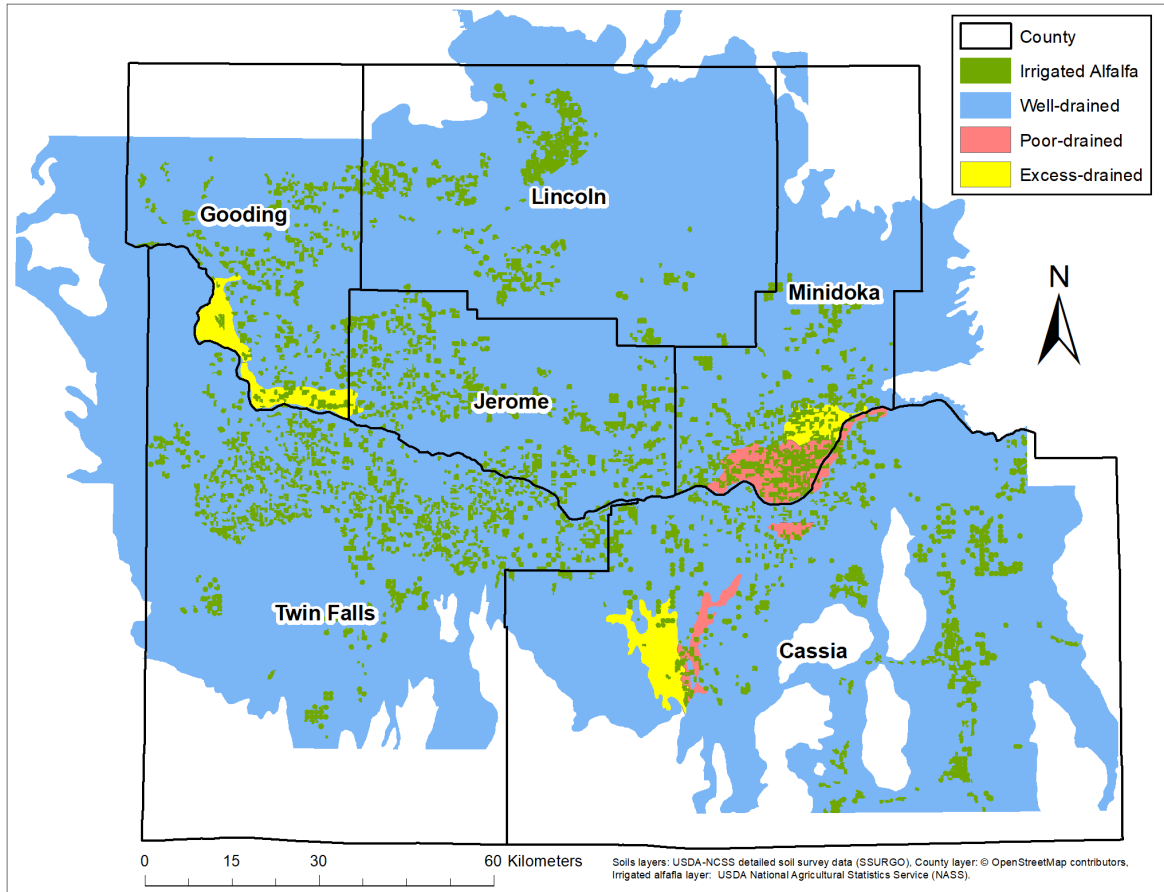 County
Irrigated Alfalfa
Well-drained
Poor-drained
Excess-drained
Lincoln
Gooding
N
Minidoka
Jerome
Twin Falls
Cassia
0 15 30 60 Kilometers
Soils layers: USDA-NCSS detailed soil survey data (SSURGO), County layer: © OpenStreetMap contributors,
Irrigated alfafla layer: USDA National Agricultural Statistics Service (NASS).